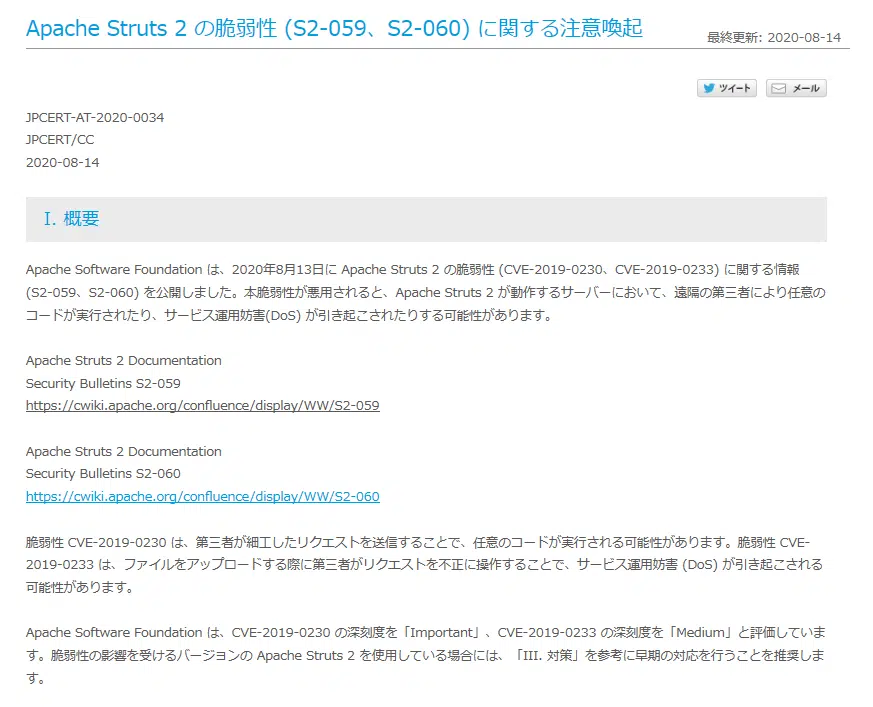 Apache Struts 2 の脆弱性 (S2-059、S2-060) に関する注意喚起
最終更新: 2020-08-14
ツイート
メール
JPCERT-AT-2020-0034
JPCERT/CC
2020-08-14
I. 概要
Apache Software Foundation は、2020年8月13日に Apache Struts 2 の脆弱性 (CVE-2019-0230、CVE-2019-0233) に関する情報
(S2-059、S2-060) を公開しました。本脆弱性が悪用されると、Apache Struts 2 が動作するサーバーにおいて、遠隔の第三者により任意の
コードが実行されたり、サービス運用妨害(DoS) が引き起こされたりする可能性があります。
Apache Struts 2 Documentation
Security Bulletins S2-059
https://cwiki.apache.org/confluence/display/WW/S2-059
Apache Struts 2 Documentation
Security Bulletins S2-060
https://cwiki.apache.org/confluence/display/WW/S2-060
脆弱性 CVE-2019-0230 は、第三者が細工したリクエストを送信することで、任意のコードが実行される可能性があります。脆弱性 CVE-
2019-0233 は、ファイルをアップロードする際に第三者がリクエストを不正に操作することで、サービス運用妨害 (DoS) が引き起こされる
可能性があります。
Apache Software Foundation は、CVE-2019-0230 の深刻度を「Important」、CVE-2019-0233 の深刻度を「Medium」と評価していま
す。脆弱性の影響を受けるバージョンの Apache Struts 2 を使用している場合には、「III. 対策」を参考に早期の対応を行うことを推奨しま
す。